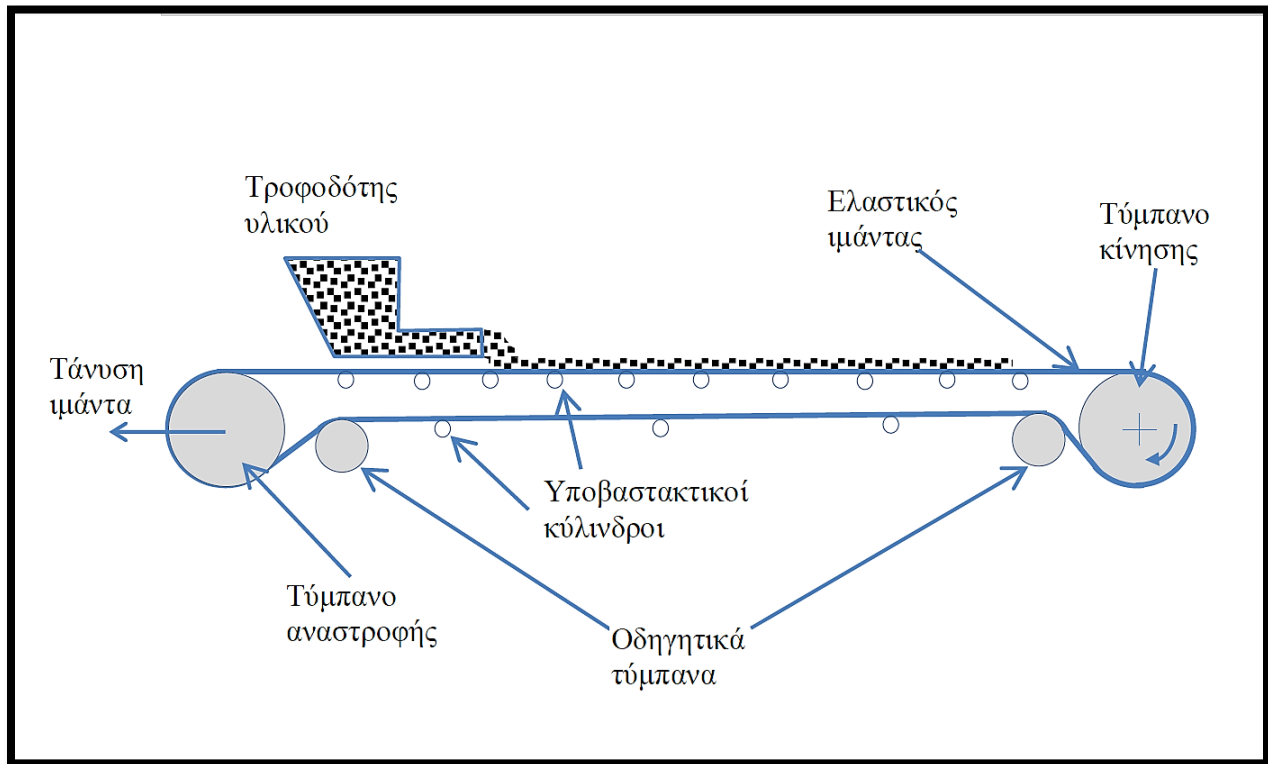 Τροφοδότης
υλικού
Ελαστικός
ιμάντας
Τύμπανο
κίνησης
Τάνυση
ιμάντα
Υποβαστακτικοί
κύλινδροι
Τύμπανο
αναστροφής
Οδηγητικά
τύμπανα